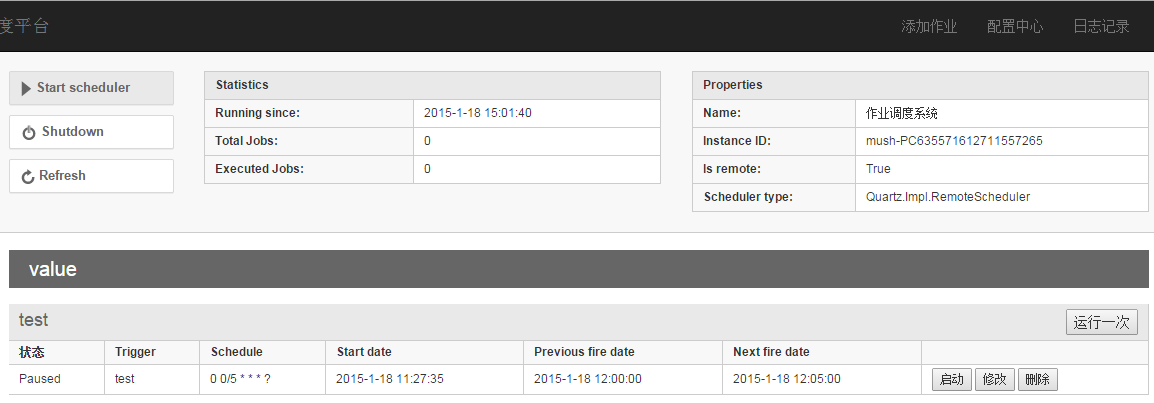 度平台 添加作业 配置中心 日志记录
Start scheduler
Shutdown
Refresh
Statistics
Running since: 2015-1-18 15:01:40
Total Jobs: 0
Executed Jobs: 0
Properties
Name: 作业调度系统
Instance ID: mush-PC635571612711557265
Is remote: True
Scheduler type: Quartz.Impl.RemoteScheduler
value
test 运行一次
状态 Trigger Schedule Start date Previous fire date Next fire date
Paused test 0 0/5 * * * ? 2015-1-18 11:27:35 2015-1-18 12:00:00 2015-1-18 12:05:00 启动 修改 删除